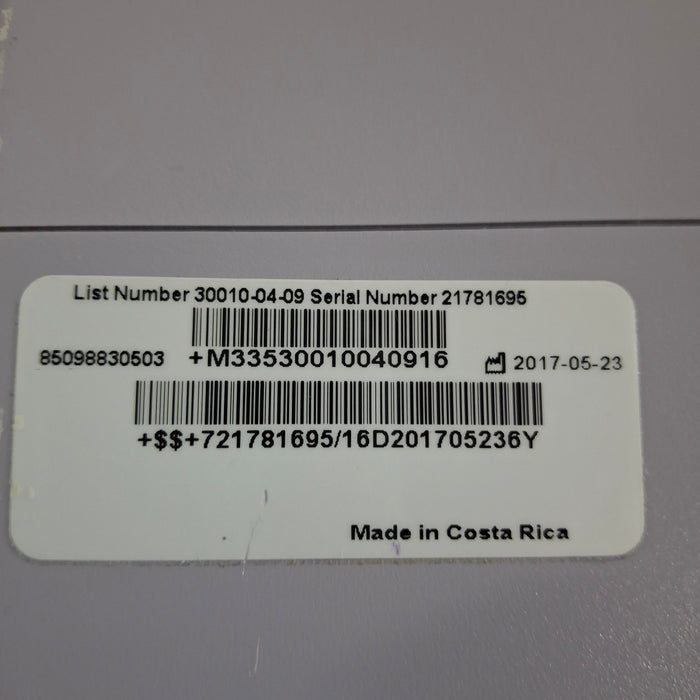 List Number 30010-04-09 Serial Number 21781695
85098830503 +M33530010040916 2017-05-23
+$$+721781695/16D201705236Y
Made in Costa Rica